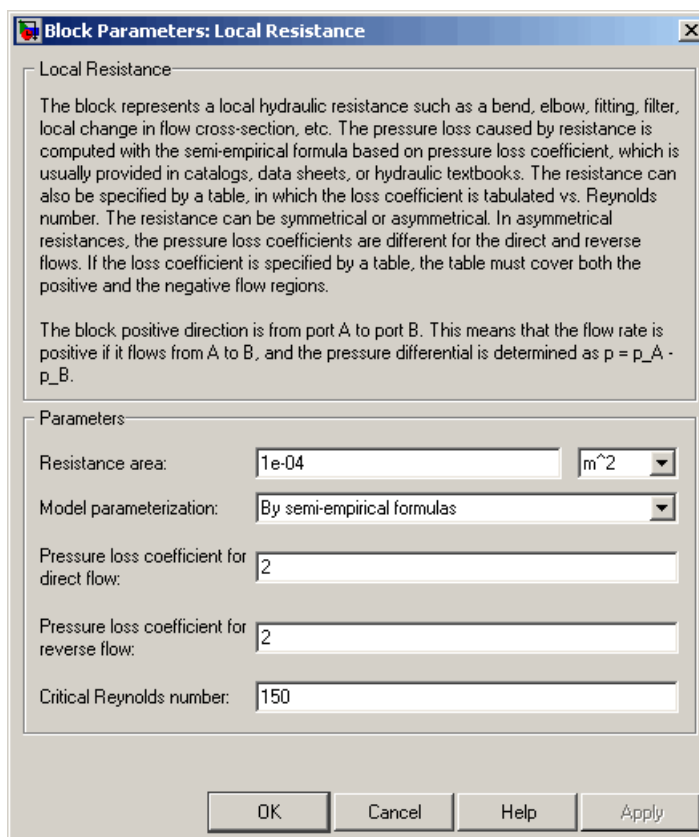 Block Parameters: Local Resistance
Local Resistance
The block represents a local hydraulic resistance such as a bend, elbow, fitting, filter,
local change in flow cross-section, etc. The pressure loss caused by resistance is
computed with the semi-empirical formula based on pressure loss coefficient, which is
usually provided in catalogs, data sheets, or hydraulic textbooks. The resistance can
also be specified by a table, in which the loss coefficient is tabulated vs. Reynolds
number. The resistance can be symmetrical or asymmetrical. In asymmetrical
resistances, the pressure loss coefficients are different for the direct and reverse
flows. If the loss coefficient is specified by a table, the table must cover both the
positive and the negative flow regions.
The block positive direction is from port A to port B. This means that the flow rate is
positive if it flows from A to B, and the pressure differential is determined as p = p_A -
p_B.
Parameters
Resistance area: 1e-04 m^2
Model parameterization: By semi-empirical formulas
Pressure loss coefficient for
direct flow: 2
Pressure loss coefficient for
reverse flow: 2
Critical Reynolds number: 150
OK Cancel Help Apply